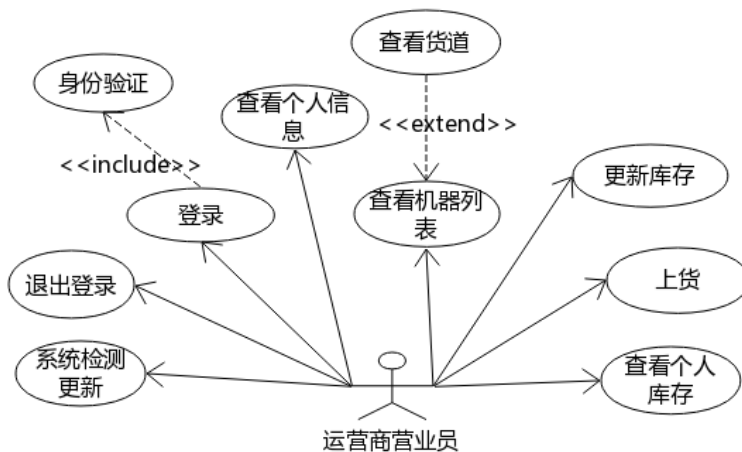 查看货道
身份验证
查看个人信
息
<<extend>>
<<include>>
更新库存
登录
查看机器列
表
退出登录
上货
系统检测
更新
查看个人
库存
运营商营业员